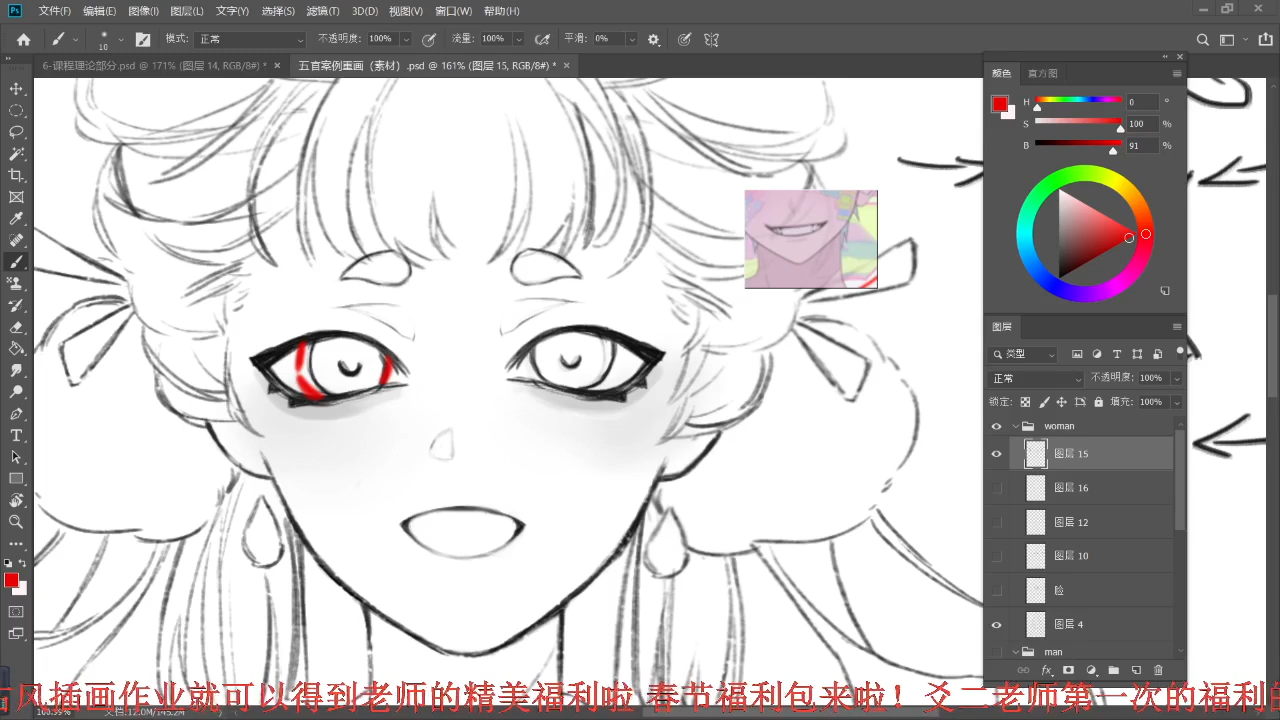 Ps 文件(F) 编辑(E) 图像(I) 图层(L) 文字(Y) 选择(S) 滤镜(T) 3D(D) 视图(V) 窗口(W) 帮助(H)
10 模式: 正常 不透明度: 100% 流量: 100% 平滑: 0%
6-课程理论部分.psd @ 171% (图层 14, RGB/8#) * × 五官案例重画（素材）.psd @ 161% (图层 15, RGB/8#) * ×
颜色 直方图
H 0 °
S 100 %
B 91 %
图层
类型
正常 不透明度: 100%
锁定: 填充: 100%
woman
图层 15
图层 16
图层 12
图层 10
脸
图层 4
man
fx
古风插画作业就可以得到老师的精美福利啦 春节福利包来啦！爻二老师第一次的福利的